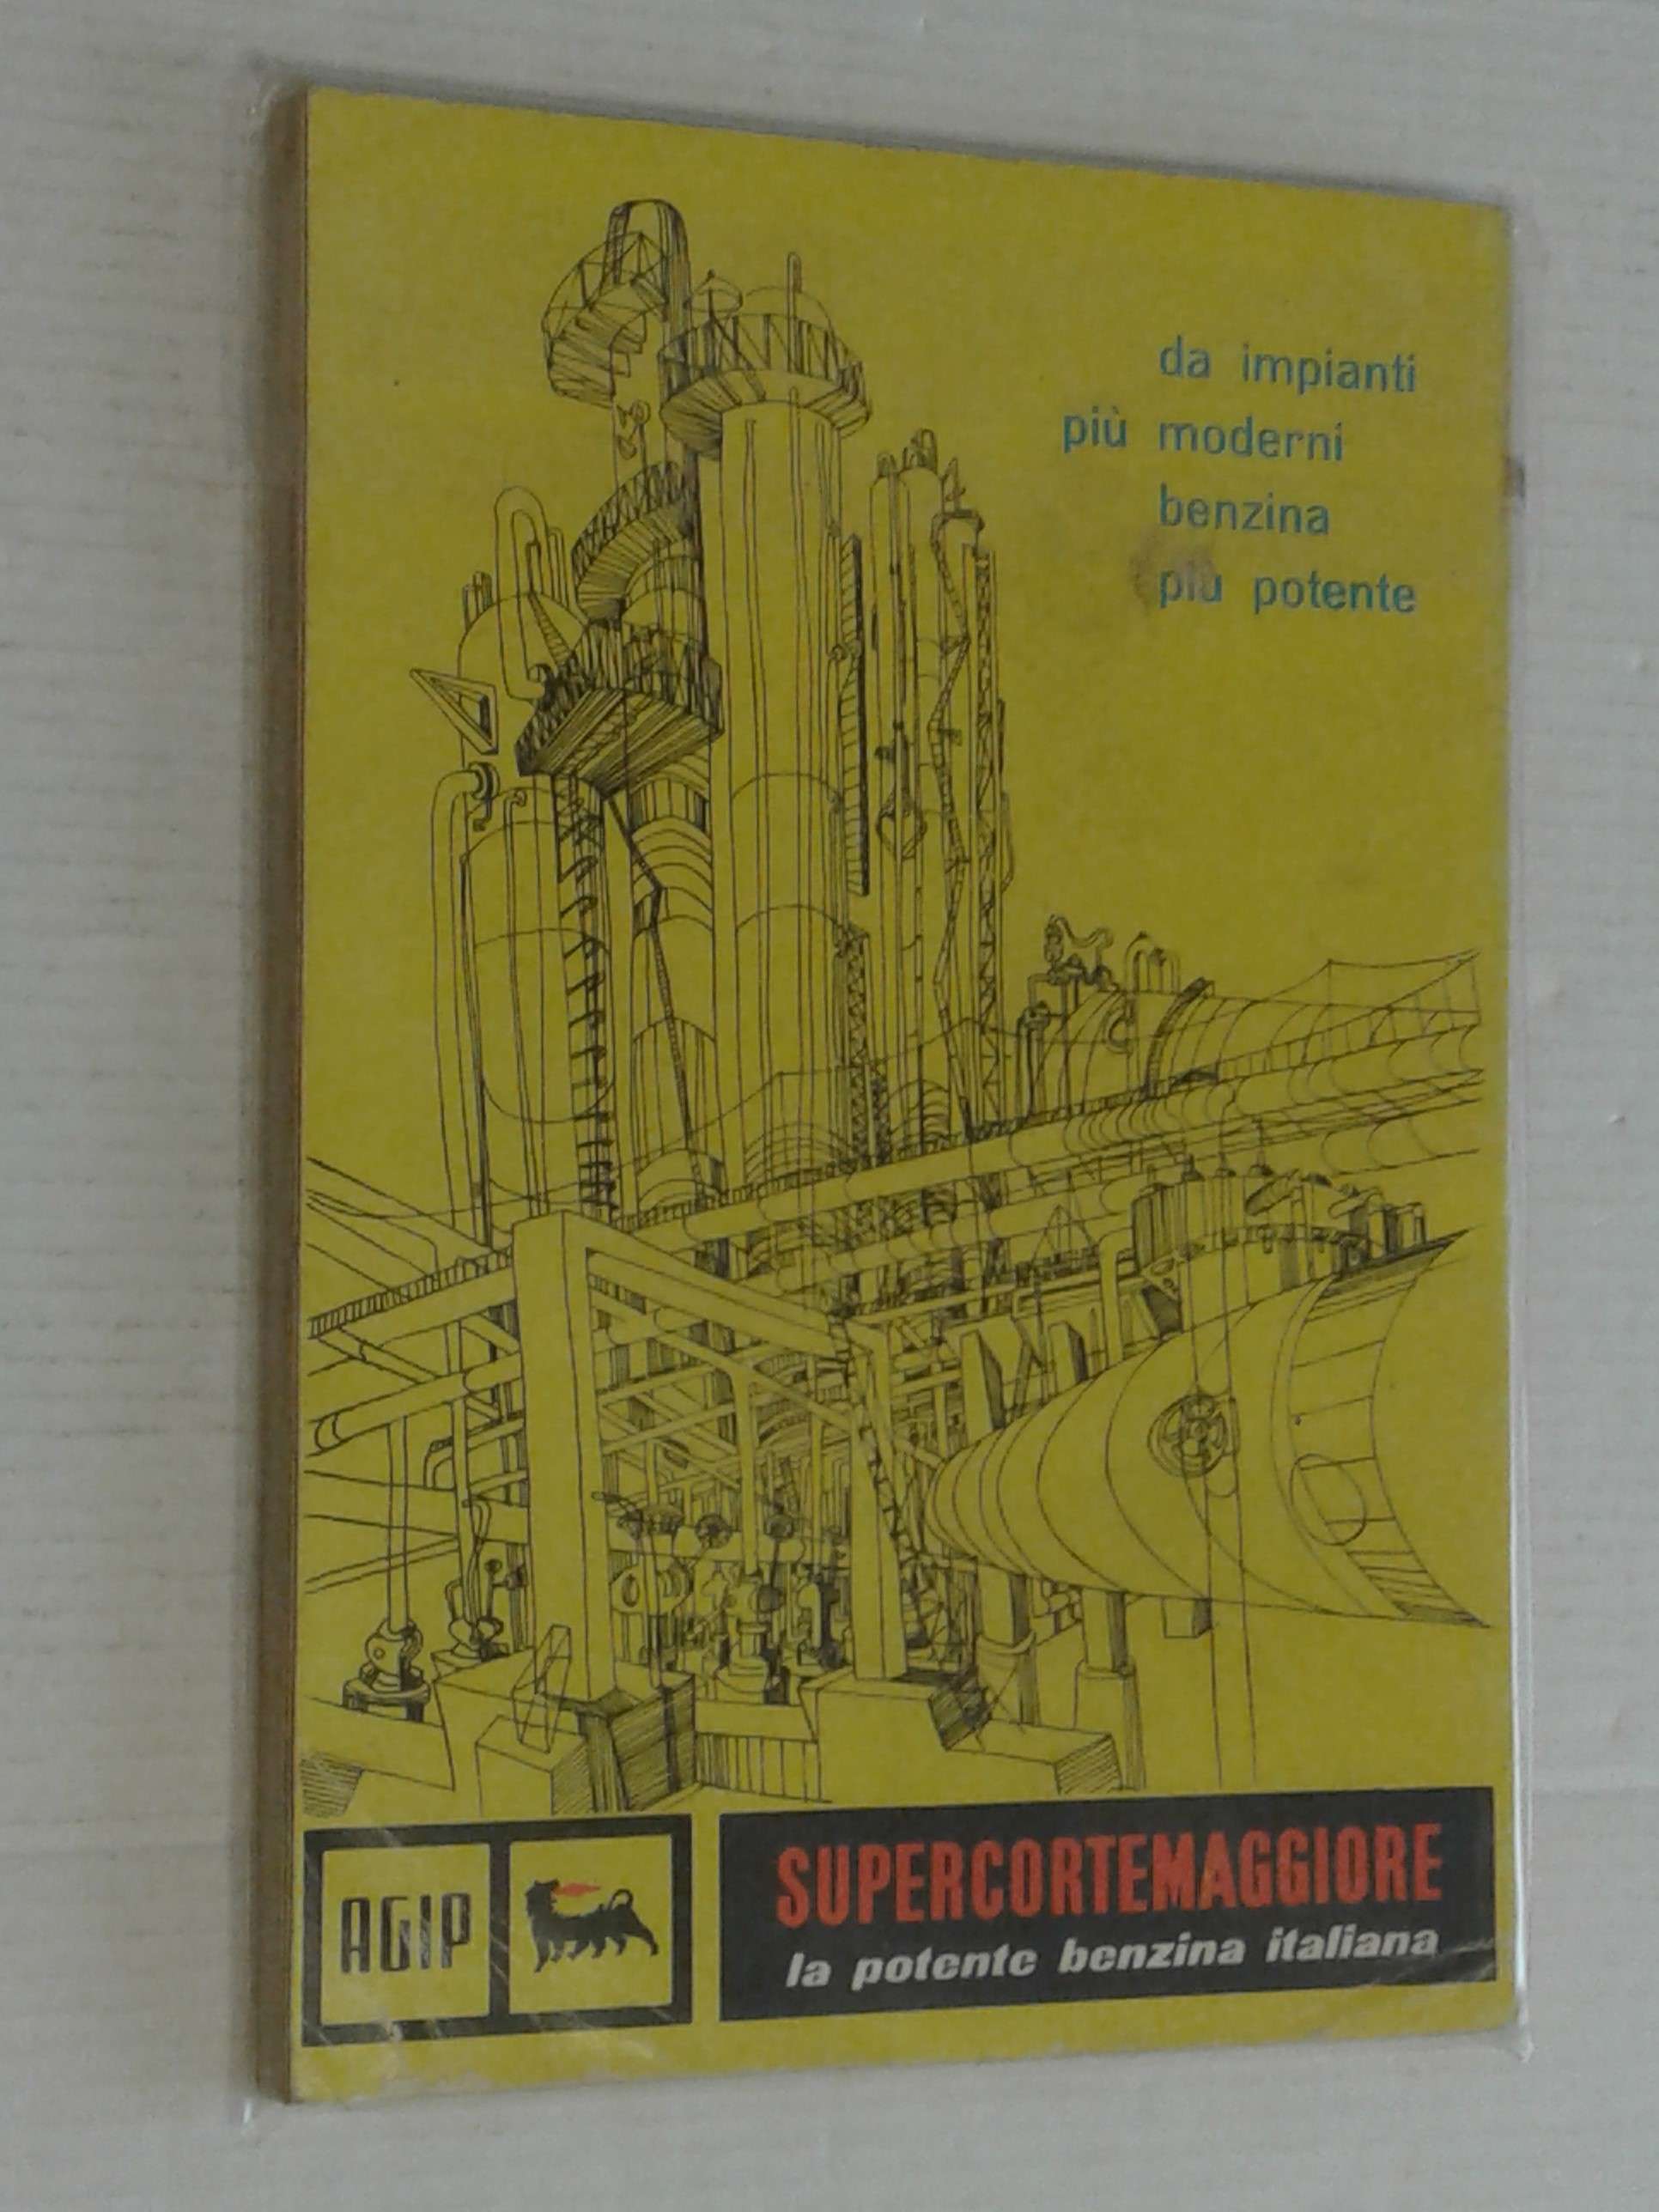 da impianti
più moderni
benzina
più potente
AGIP
SUPERCORTEMAGGIORE
la potente benzina italiana